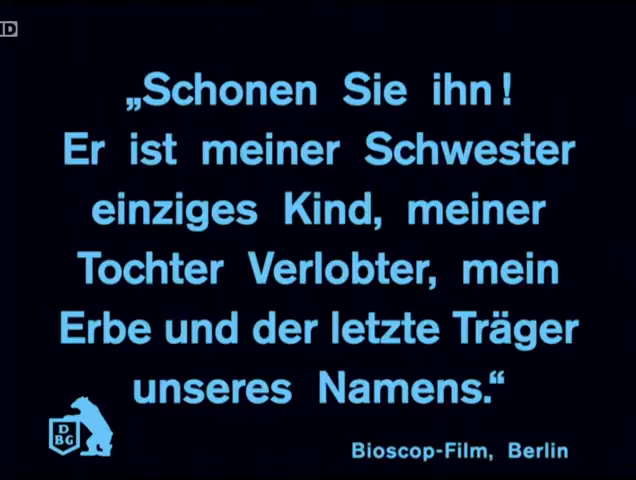 „Schonen Sie ihn!
Er ist meiner Schwester
einziges Kind, meiner
Tochter Verlobter, mein
Erbe und der letzte Träger
unseres Namens.“
D
BG
Bioscop-Film, Berlin